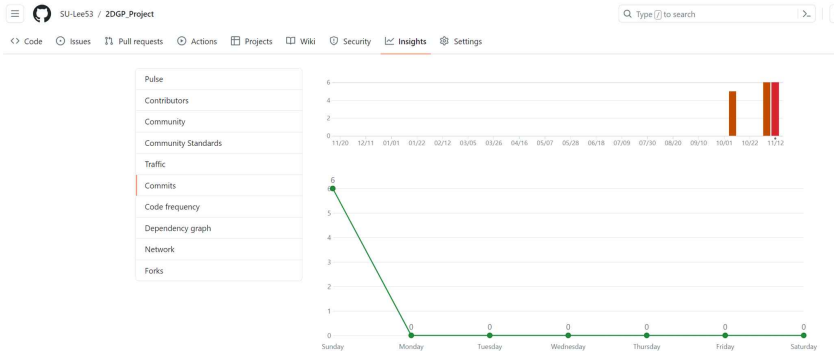 SU-Lee53 / 2DGP_Project
Type / to search
Code Issues Pull requests Actions Projects Wiki Security Insights Settings
Pulse
Contributors
Community
Community Standards
Traffic
Commits
Code frequency
Dependency graph
Network
Forks
6
4
2
0
11/20 12/11 01/01 01/22 02/12 03/05 03/26 04/16 05/07 05/28 06/18 07/09 07/30 08/20 09/10 10/01 10/22 11/12
6
6
5
4
3
2
1
0
0 0 0 0 0 0
Sunday Monday Tuesday Wednesday Thursday Friday Saturday